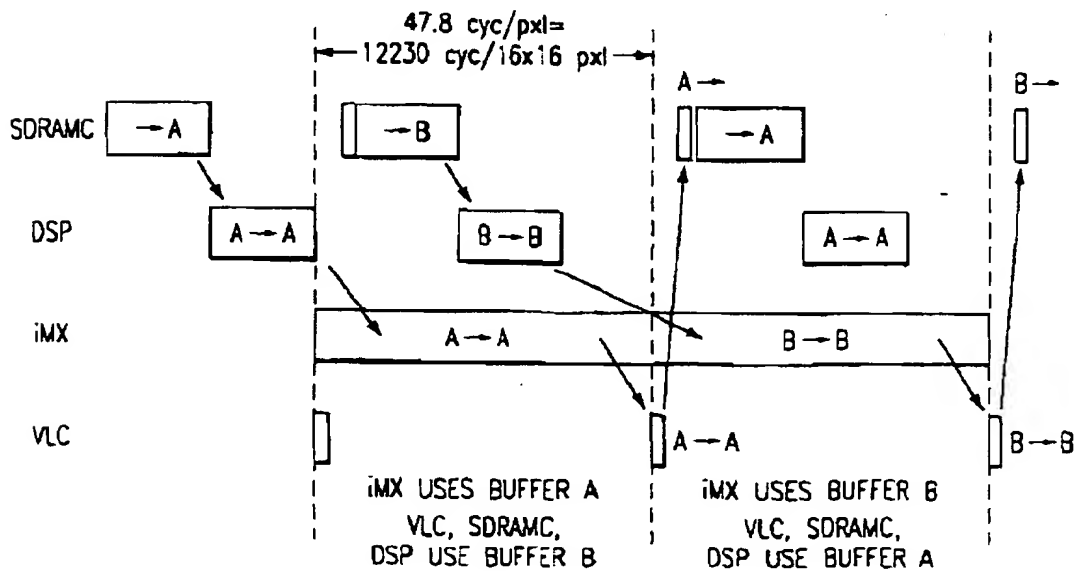 47.8 cyc/pxl=
12230 cyc/16x16 pxl
A →
B →
SDRAMC
→ A
→ B
→ A
DSP
A → A
B → B
A → A
iMX
A → A
B → B
VLC
A → A
B → B
iMX USES BUFFER A
VLC, SDRAMC,
DSP USE BUFFER B
iMX USES BUFFER B
VLC, SDRAMC,
DSP USE BUFFER A